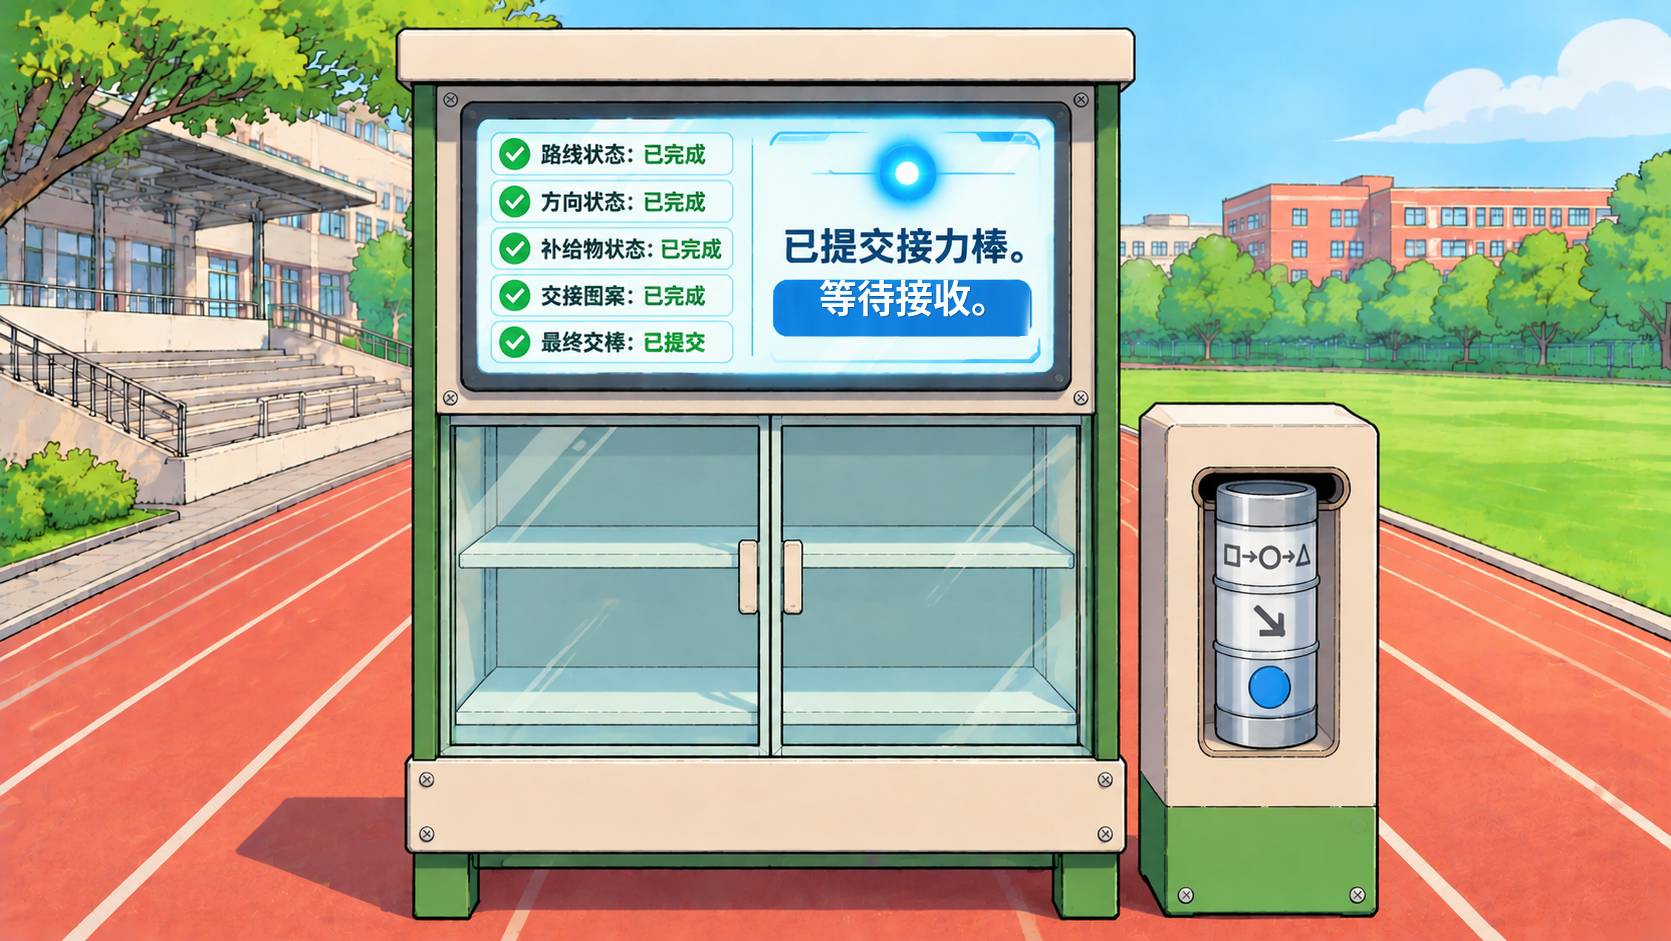 路线状态：已完成
方向状态：已完成
补给物状态：已完成
交接图案：已完成
最终交棒：已提交
已提交接力棒。
等待接收。